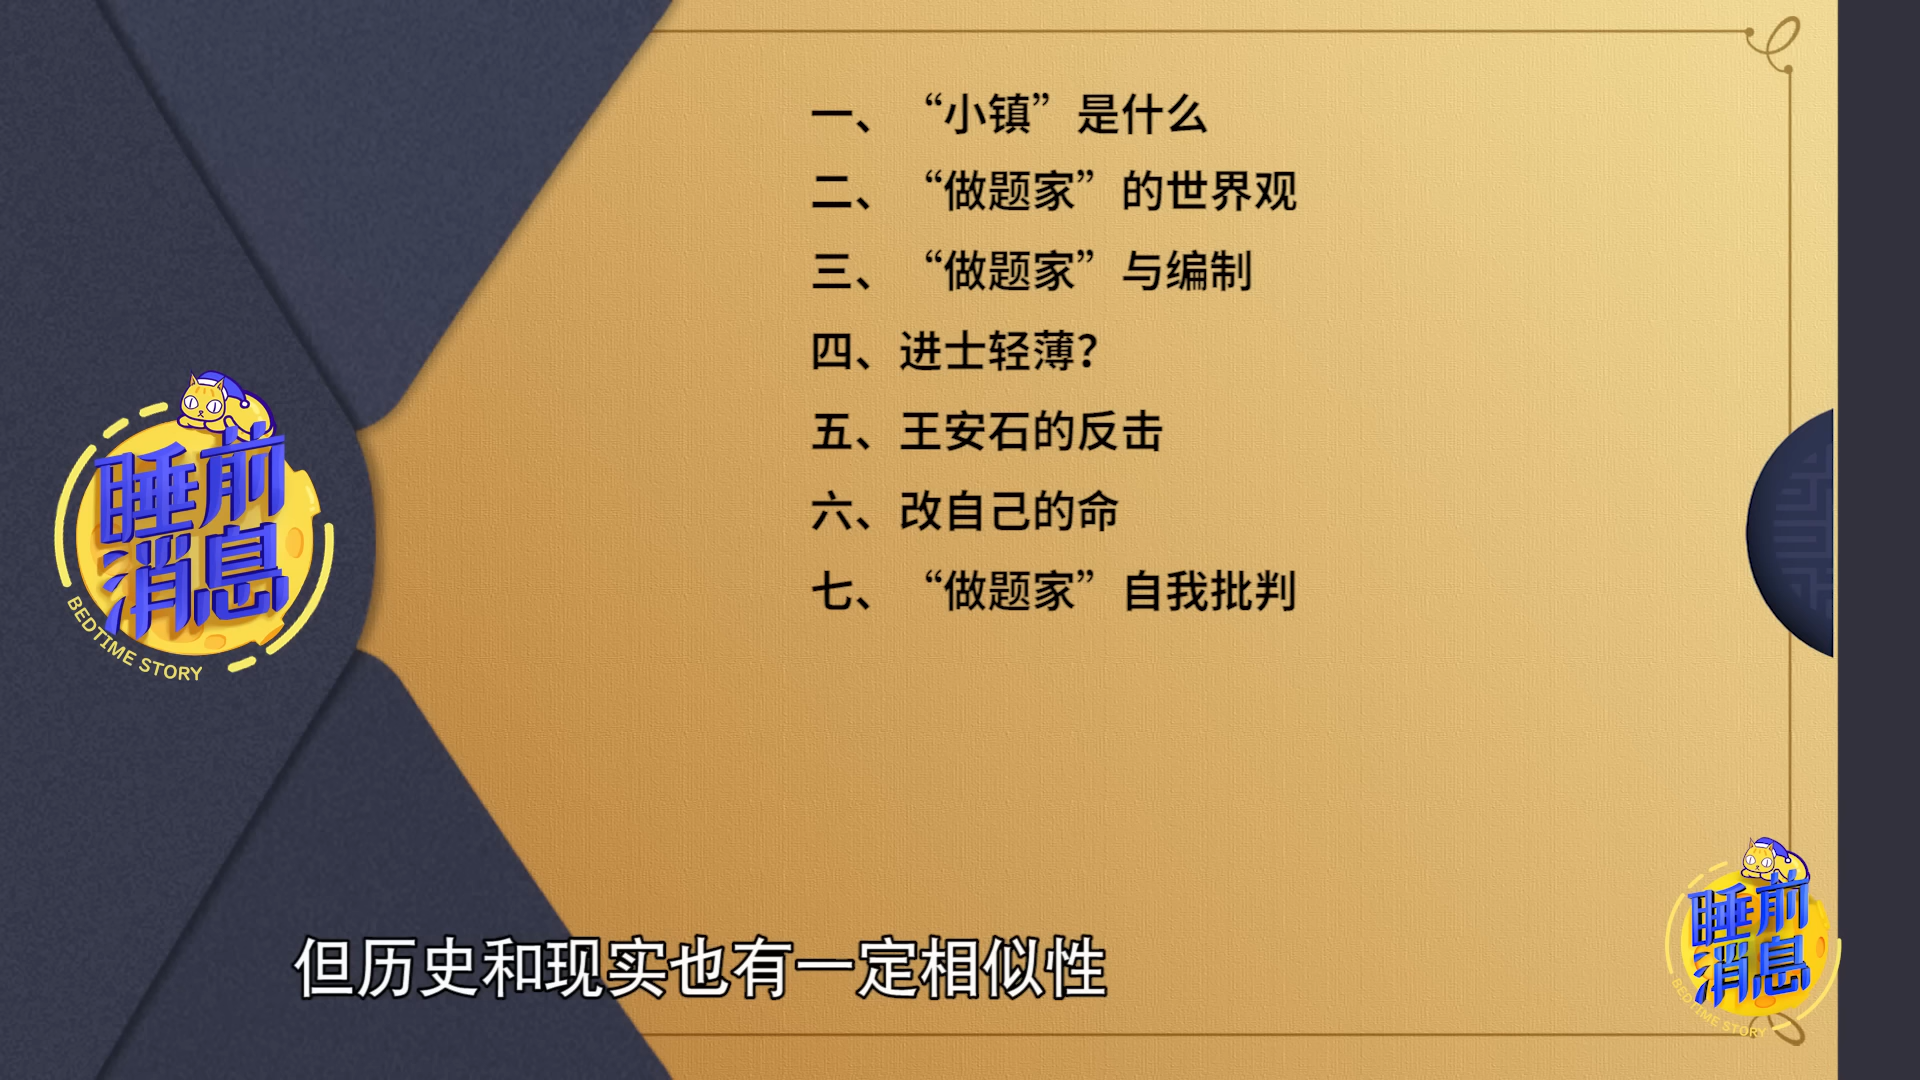 一、“小镇”是什么
二、“做题家”的世界观
三、“做题家”与编制
四、进士轻薄？
五、王安石的反击
六、改自己的命
七、“做题家”自我批判
睡前
消息
BEDTIME STORY
但历史和现实也有一定相似性
睡前
消息
BEDTIME STORY